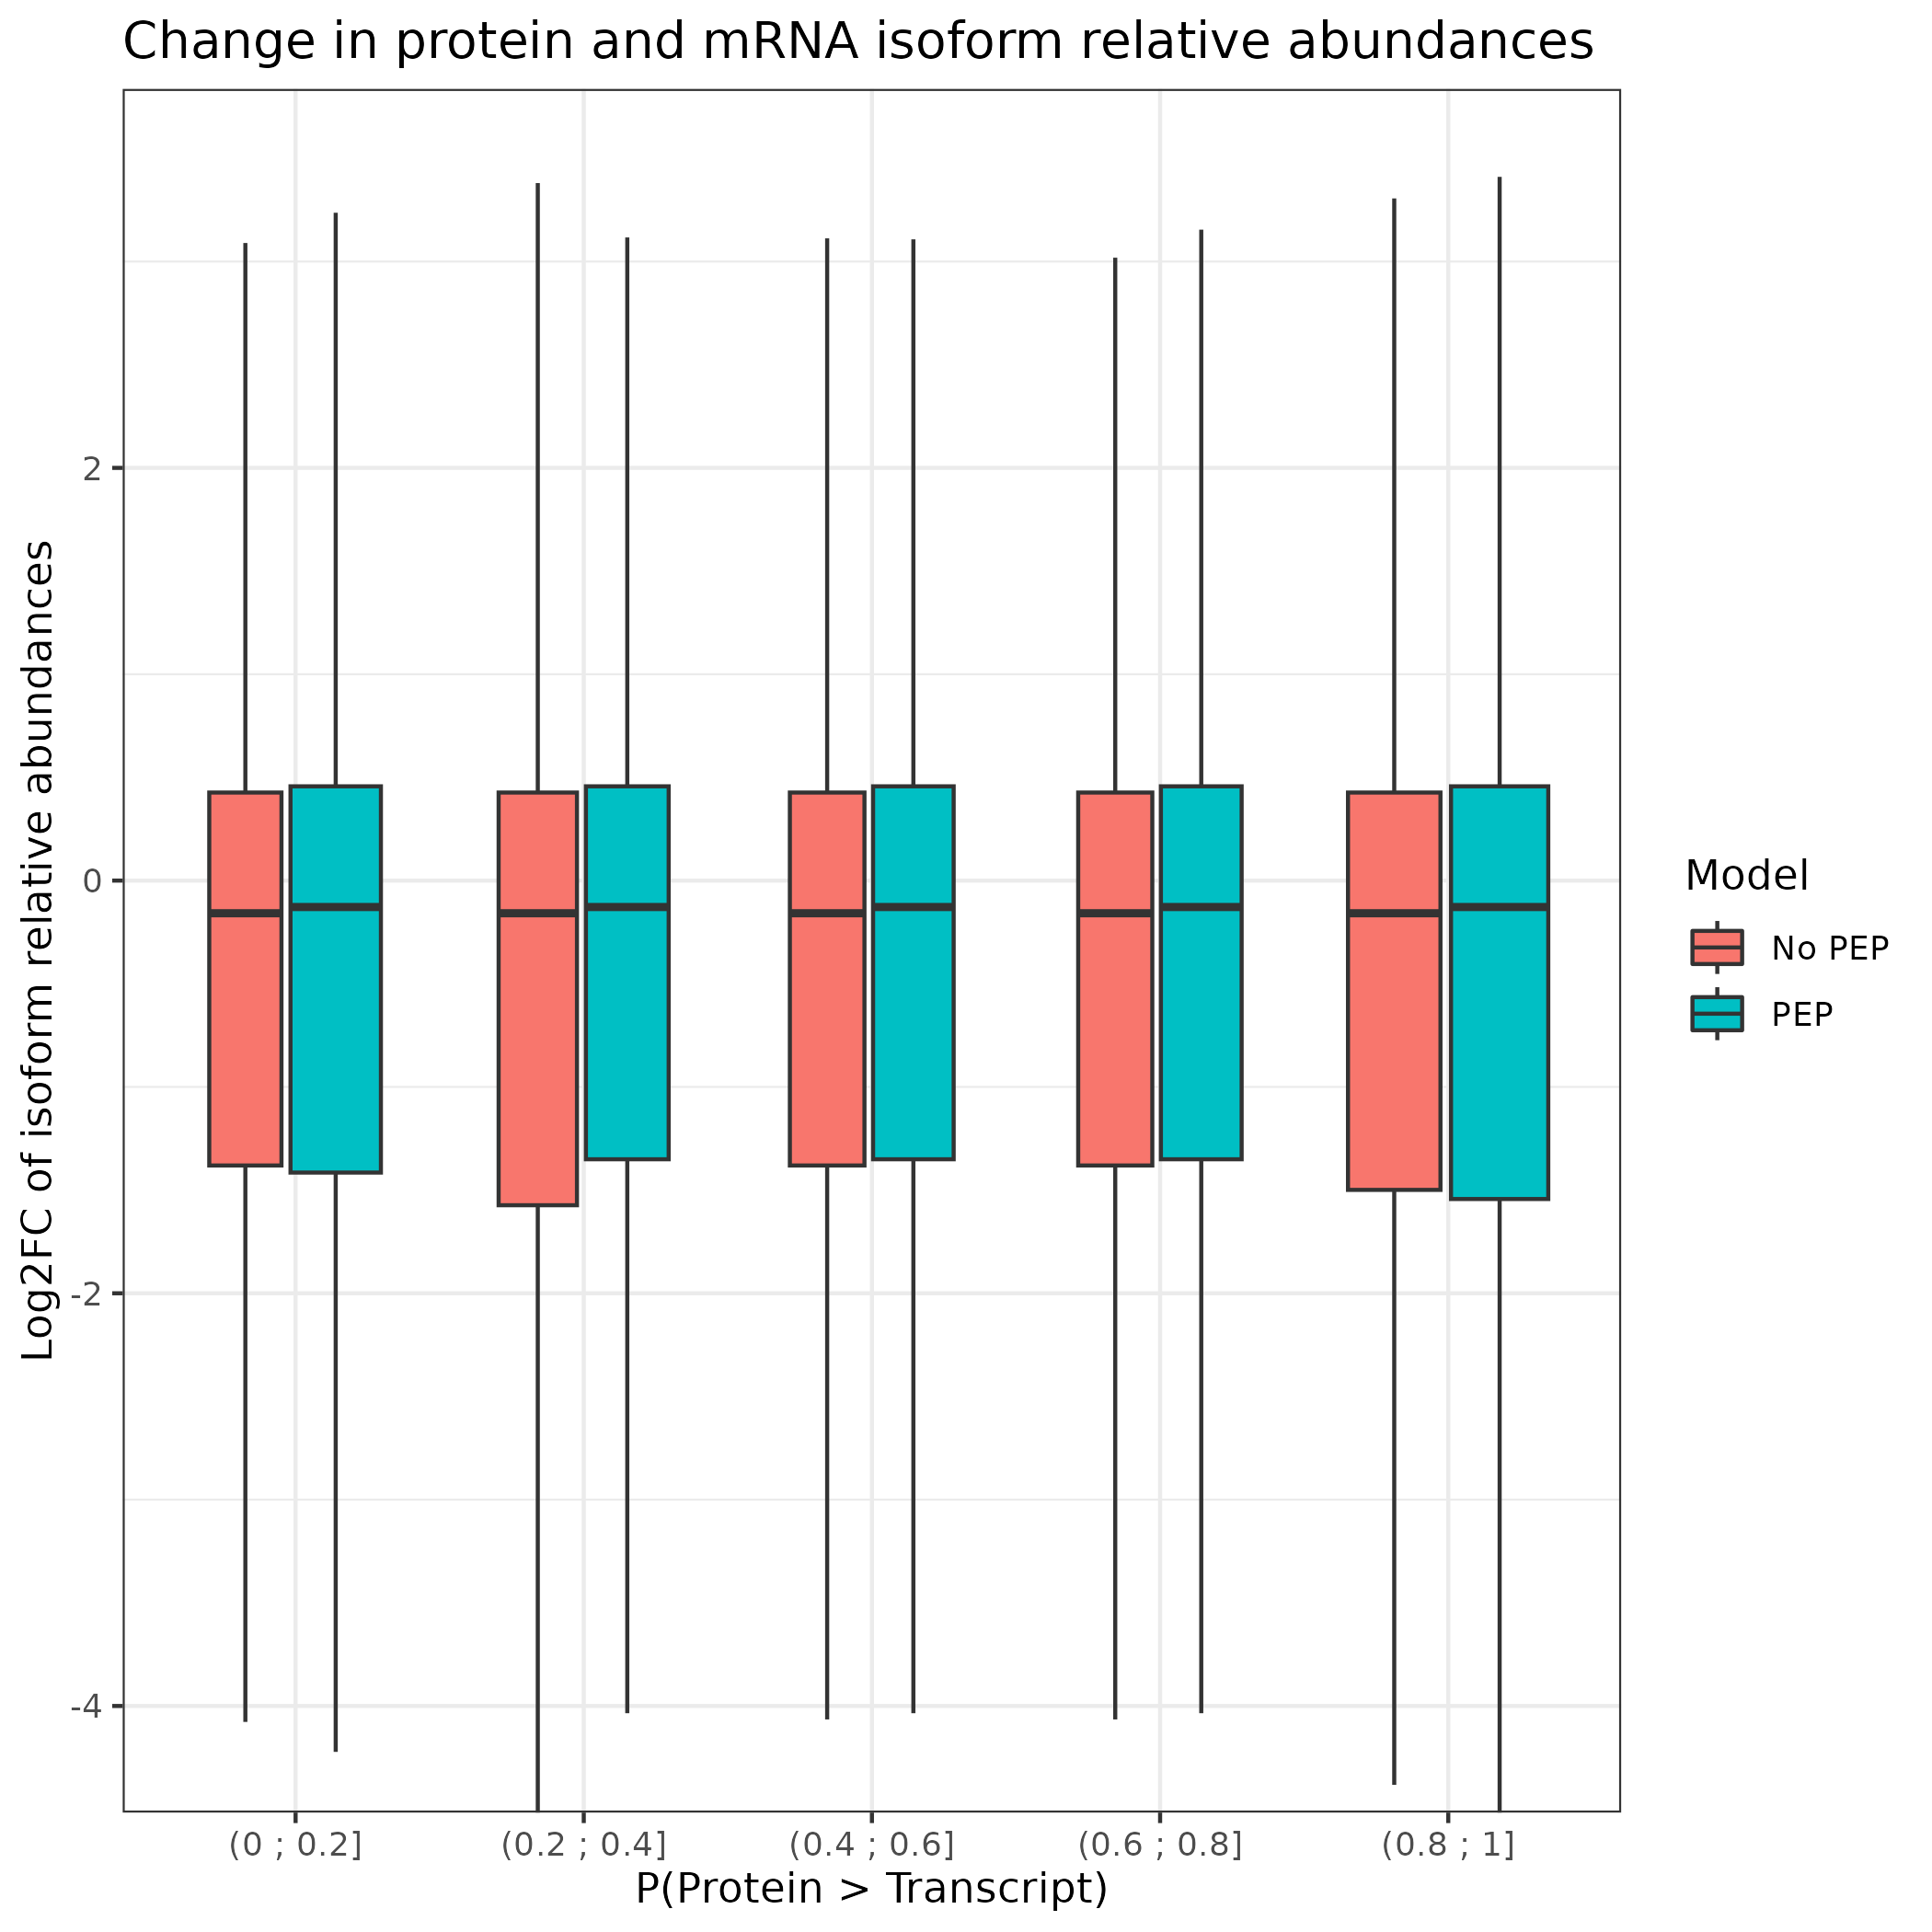 Change in protein and mRNA isoform relative abundances
Log2FC of isoform relative abundances
2
0
-2
-4
(0 ; 0.2]
(0.2 ; 0.4]
(0.4 ; 0.6]
(0.6 ; 0.8]
(0.8 ; 1]
P(Protein > Transcript)
Model
No PEP
PEP